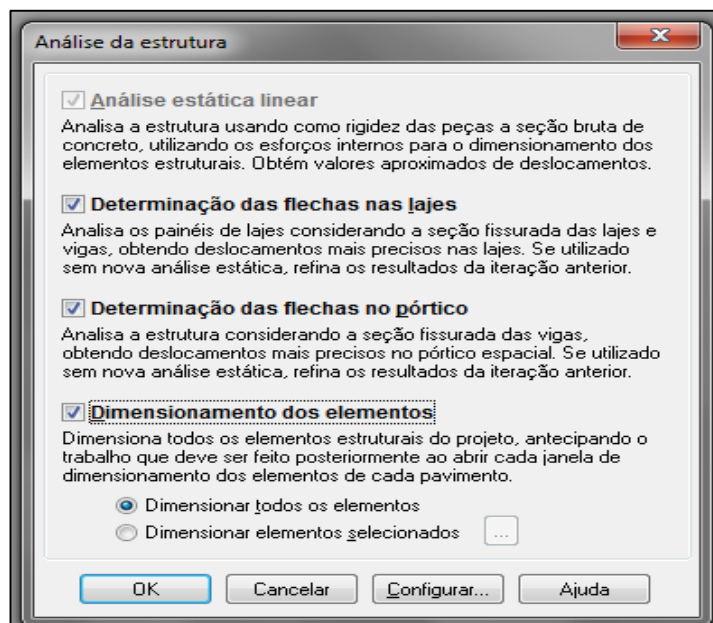 Análise da estrutura
Análise estática linear
Analisa a estrutura usando como rigidez das peças a seção bruta de
concreto, utilizando os esforços internos para o dimensionamento dos
elementos estruturais. Obtém valores aproximados de deslocamentos.
Determinação das flechas nas lajes
Analisa os painéis de lajes considerando a seção fissurada das lajes e
vigas, obtendo deslocamentos mais precisos nas lajes. Se utilizado
sem nova análise estática, refina os resultados da iteração anterior.
Determinação das flechas no pórtico
Analisa a estrutura considerando a seção fissurada das vigas,
obtendo deslocamentos mais precisos no pórtico espacial. Se utilizado
sem nova análise estática, refina os resultados da iteração anterior.
Dimensionamento dos elementos
Dimensiona todos os elementos estruturais do projeto, antecipando o
trabalho que deve ser feito posteriormente ao abrir cada janela de
dimensionamento dos elementos de cada pavimento.
Dimensionar todos os elementos
Dimensionar elementos selecionados ...
OK Cancelar Configurar... Ajuda